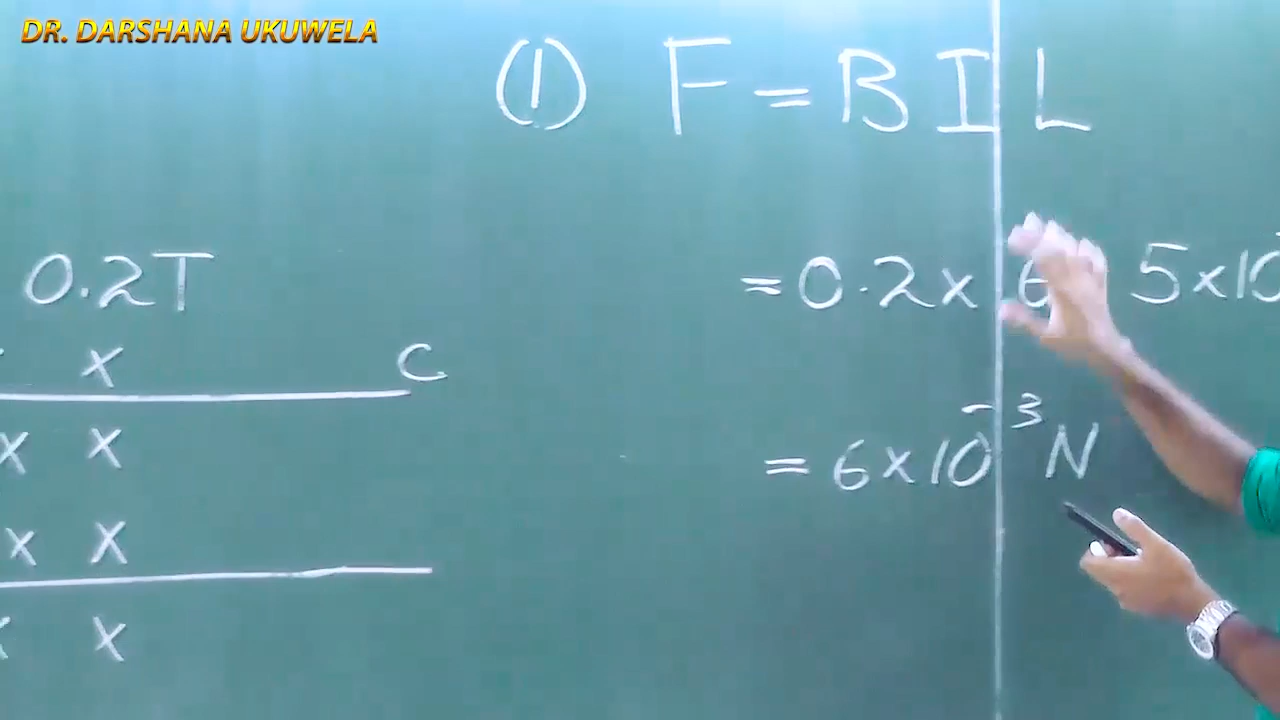 DR. DARSHANA UKUWELA
(1) F = B I L
0.2T
= 0.2 x 6 5 x 10
x C
= 6 x 10⁻³ N
x x
x x
x x